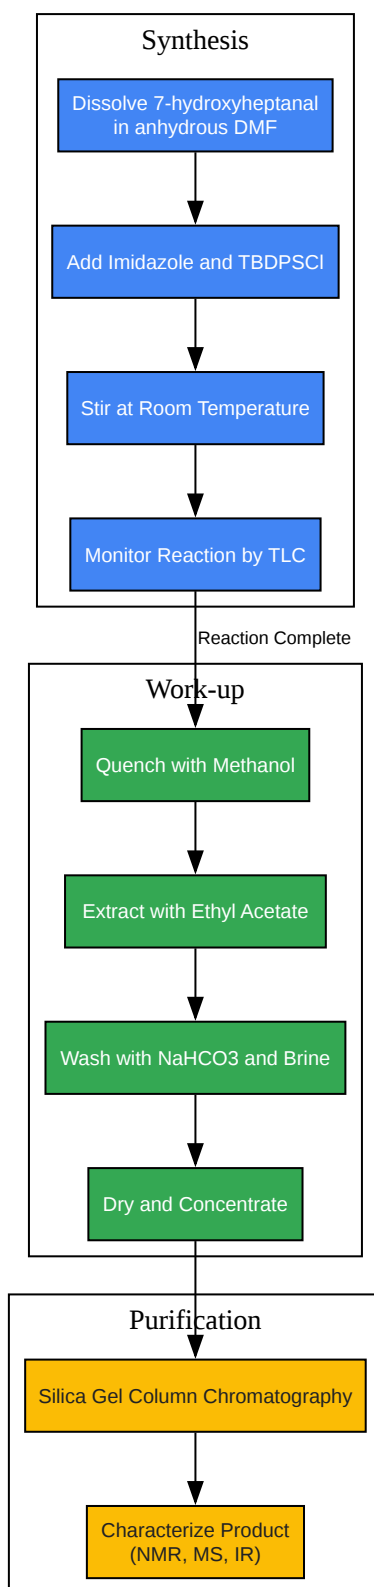 Synthesis
Dissolve 7-hydroxyheptanal
in anhydrous DMF
Add Imidazole and TBDPSCl
Stir at Room Temperature
Monitor Reaction by TLC
Reaction Complete
Work-up
Quench with Methanol
Extract with Ethyl Acetate
Wash with NaHCO3 and Brine
Dry and Concentrate
Purification
Silica Gel Column Chromatography
Characterize Product
(NMR, MS, IR)